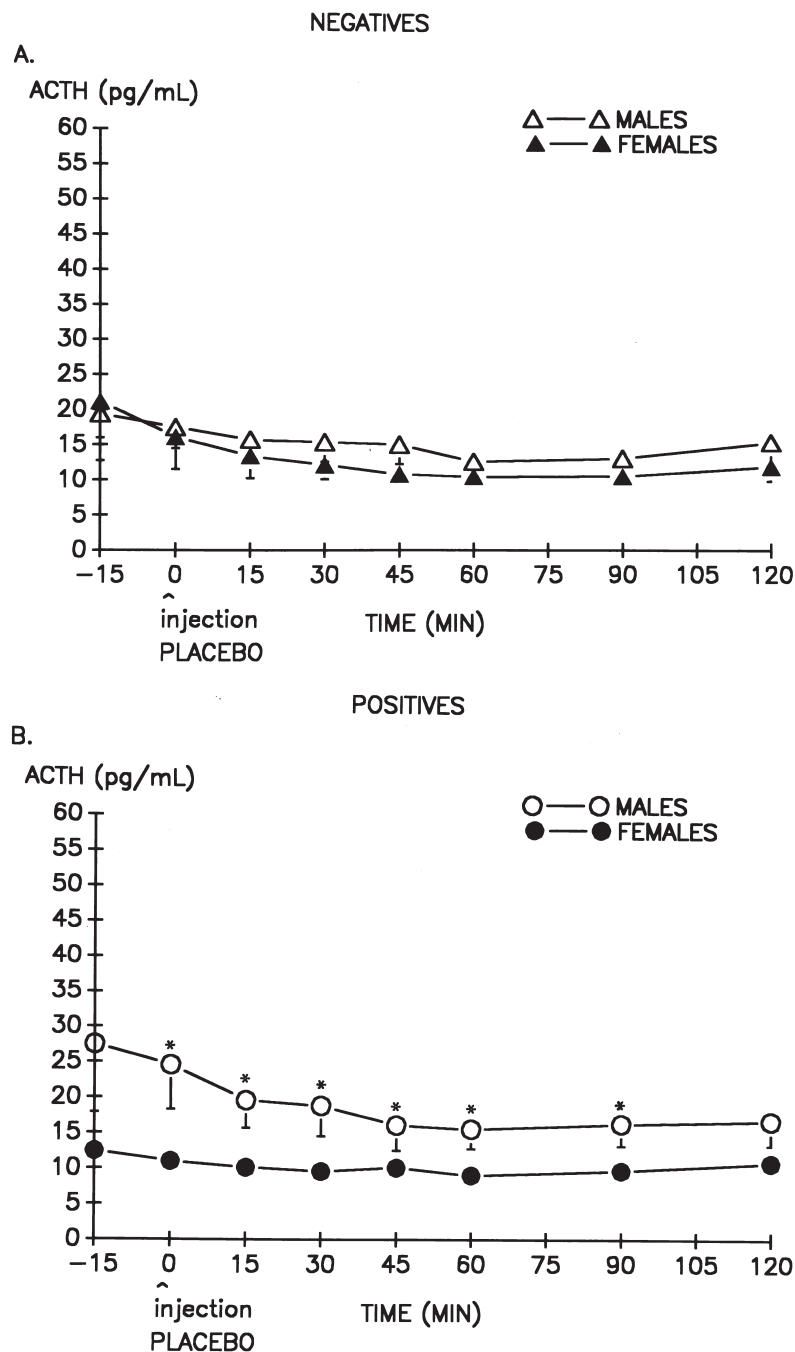 NEGATIVES
A.
ACTH (pg/mL)
△—△ MALES
▲—▲ FEMALES
60
55
50
45
40
35
30
25
20
15
10
5
0
−15 0 15 30 45 60 75 90 105 120
^
injection TIME (MIN)
PLACEBO
POSITIVES
B.
ACTH (pg/mL)
○—○ MALES
●—● FEMALES
60
55
50
45
40
35
30
25
20
15
10
5
0
* * * * * *
−15 0 15 30 45 60 75 90 105 120
^
injection TIME (MIN)
PLACEBO